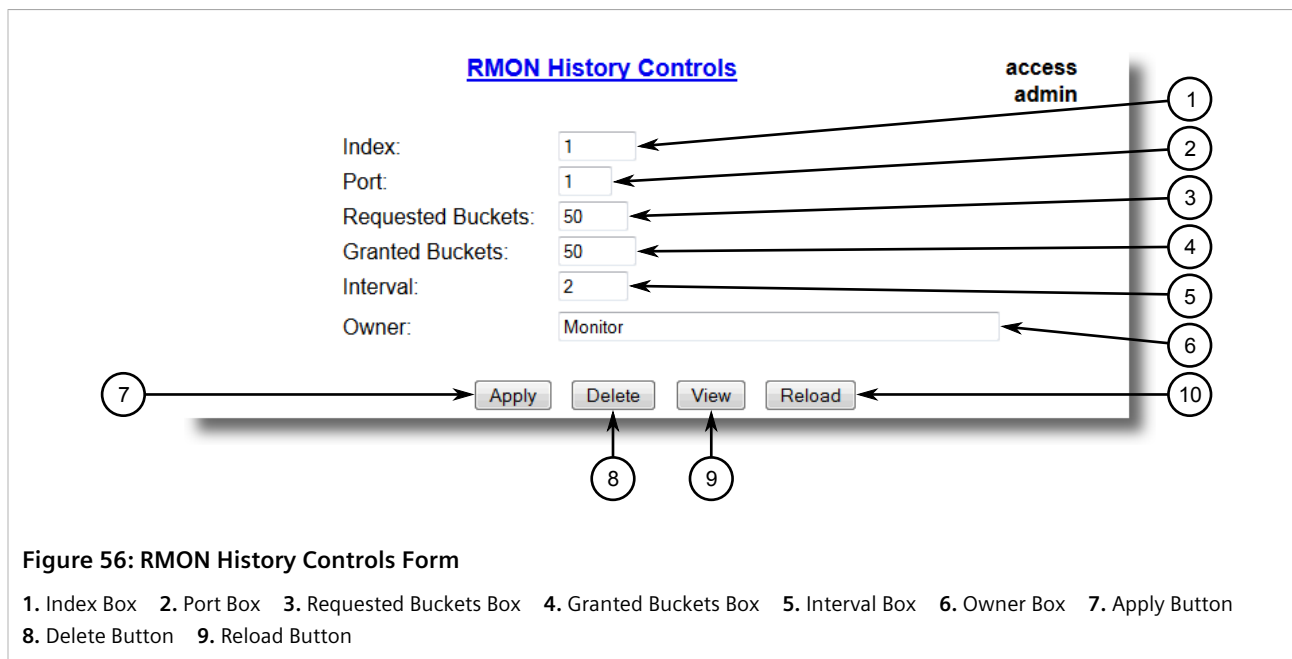 RMON History Controls
access
admin
1
Index: 1
2
Port: 1
3
Requested Buckets: 50
4
Granted Buckets: 50
Interval: 2
5
Owner: Monitor
6
7
Apply Delete View Reload
10
8 9
Figure 56: RMON History Controls Form
1. Index Box 2. Port Box 3. Requested Buckets Box 4. Granted Buckets Box 5. Interval Box 6. Owner Box 7. Apply Button
8. Delete Button 9. Reload Button